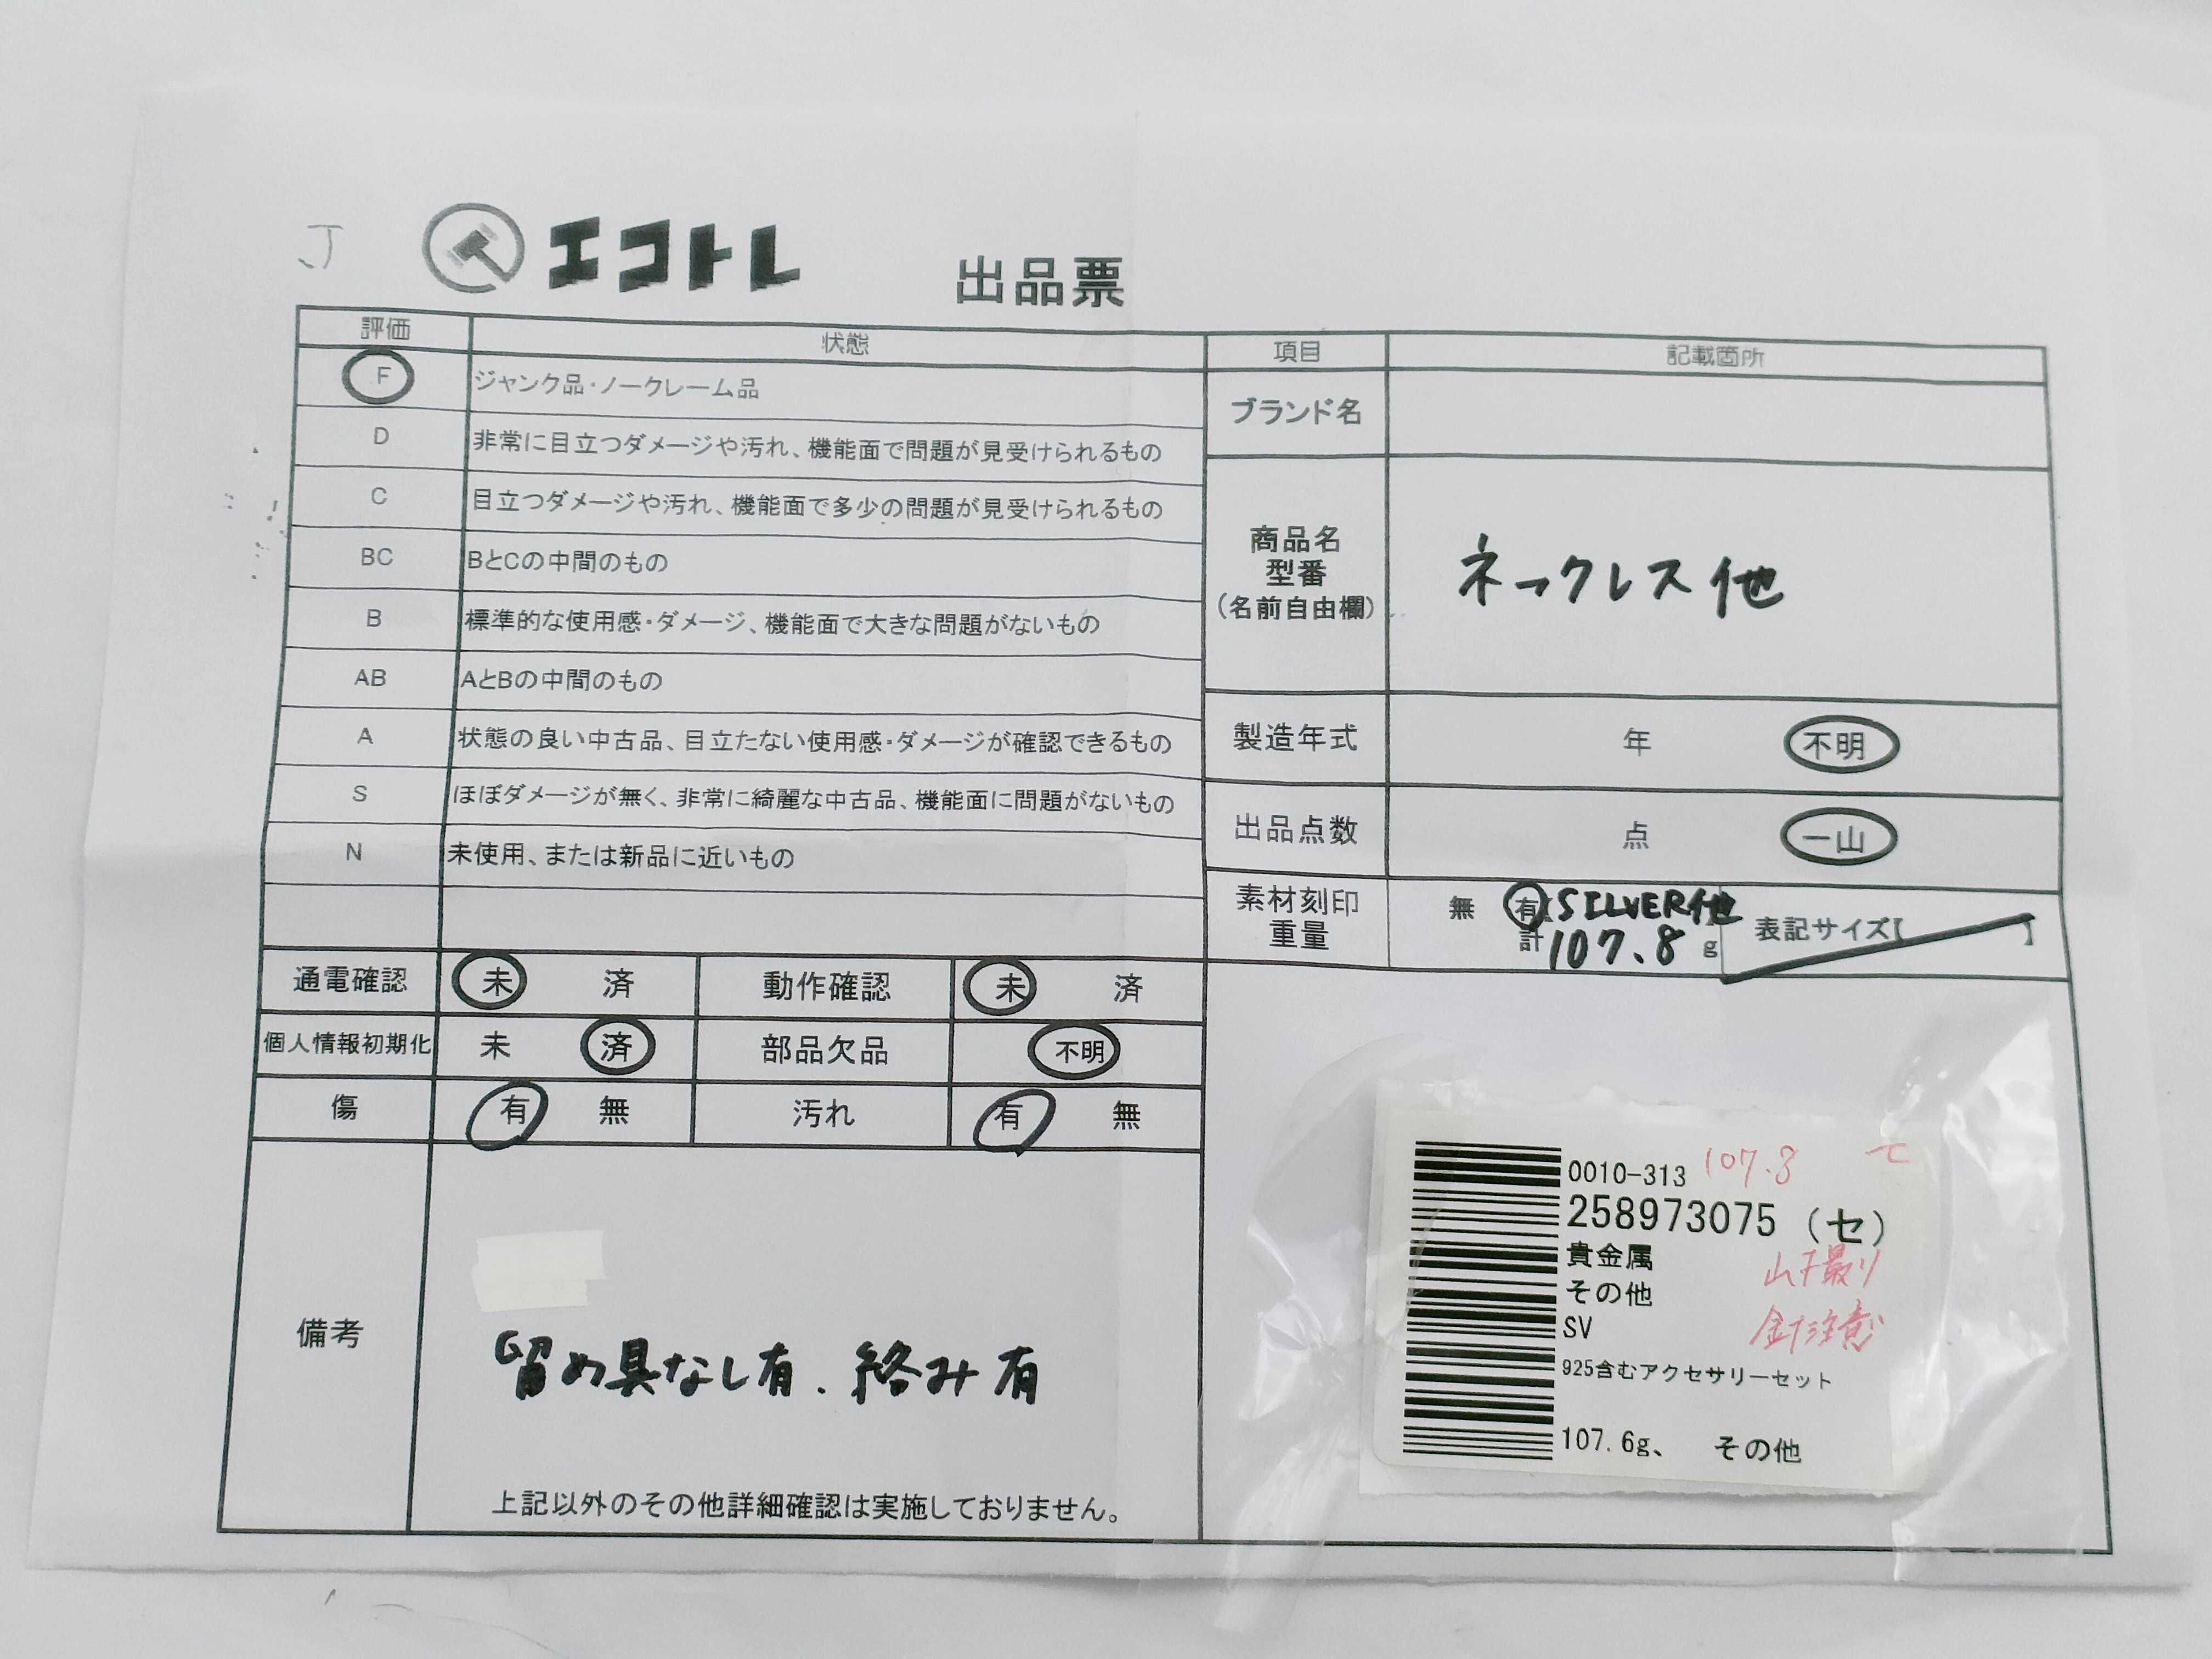 J エコトレ 出品票
評価 状態 項目 記載箇所
F ジャンク品・ノークレーム品
D 非常に目立つダメージや汚れ、機能面で問題が見受けられるもの
C 目立つダメージや汚れ、機能面で多少の問題が見受けられるもの
BC BとCの中間のもの
B 標準的な使用感・ダメージ、機能面で大きな問題がないもの
AB AとBの中間のもの
A 状態の良い中古品、目立たない使用感・ダメージが確認できるもの
S ほぼダメージが無く、非常に綺麗な中古品、機能面に問題がないもの
N 未使用、または新品に近いもの
ブランド名
商品名
型番
(名前自由欄)
ネックレス他
製造年式 年 不明
出品点数 点 一山
素材刻印
重量
無 有【SILVER他
計 107.8 g
表記サイズ【 】
通電確認 未 済 動作確認 未 済
個人情報初期化 未 済 部品欠品 不明
傷 有 無 汚れ 有 無
備考
留め具なし有.絡み有
上記以外のその他詳細確認は実施しておりません。
0010-313 107.8
258973075 (セ)
貴金属
その他
SV
925含むアクセサリーセット
107.6g、 その他